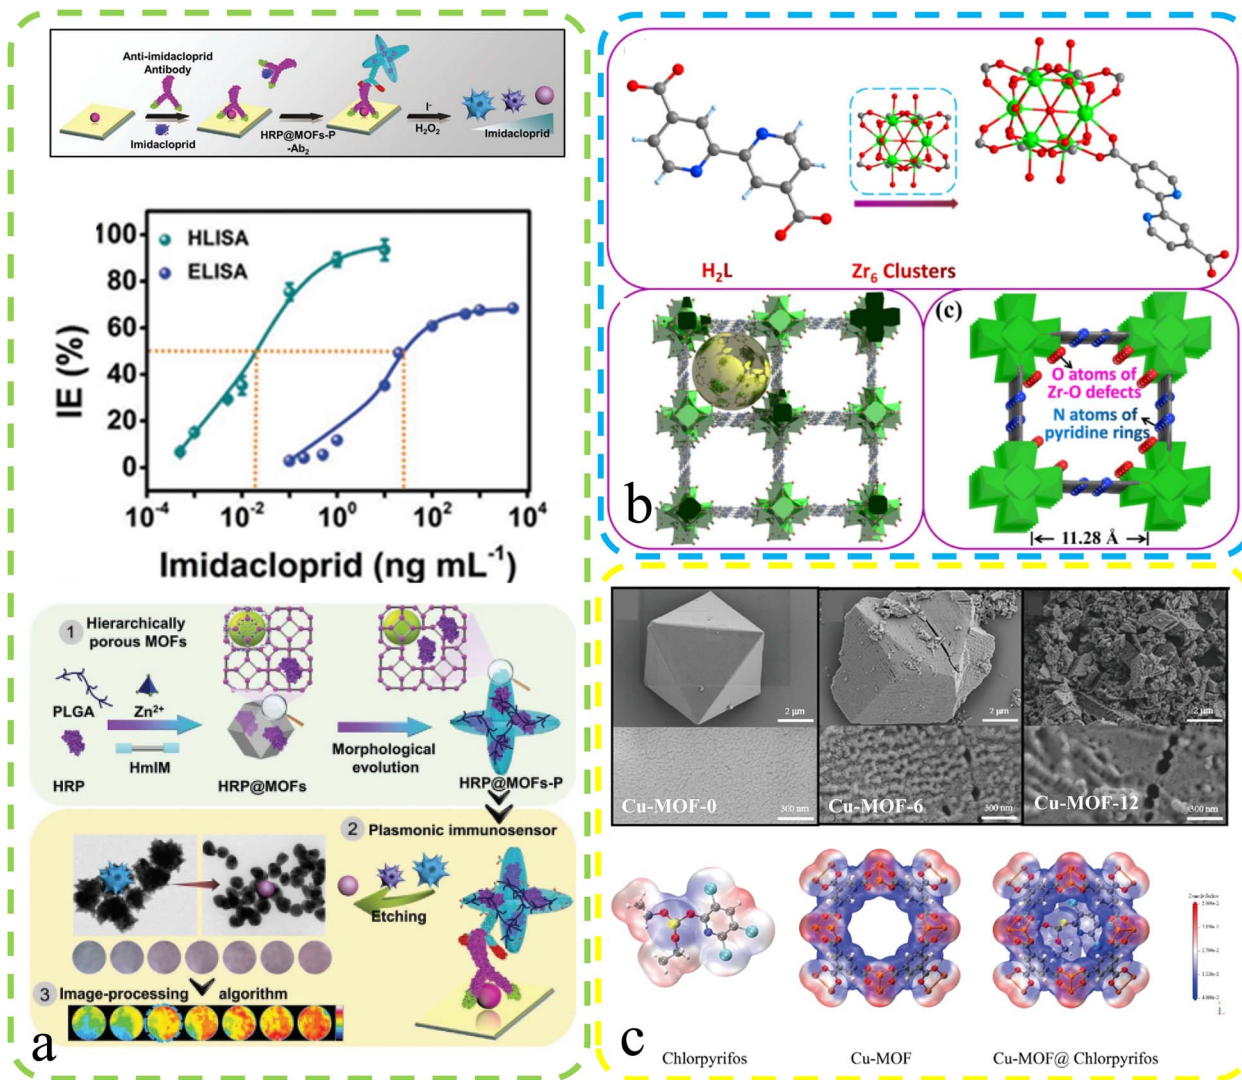 Anti-imidacloprid
Antibody
Imidacloprid
HRP@MOFs-P
-Ab₂
I⁻
H₂O₂
Imidacloprid
IE (%)
100
80
60
40
20
0
HLISA
ELISA
10⁻⁴
10⁻²
10⁰
10²
10⁴
Imidacloprid (ng mL⁻¹)
1
Hierarchically
porous MOFs
PLGA
Zn²⁺
HRP
HmIM
HRP@MOFs
Morphological
evolution
HRP@MOFs-P
2
Plasmonic immunosensor
Etching
3
Image-processing
algorithm
a
H₂L
Zr₆ Clusters
b
(c)
O atoms of
Zr-O defects
N atoms of
pyridine rings
11.28 Å
2 μm
2 μm
2 μm
Cu-MOF-0
300 nm
Cu-MOF-6
300 nm
Cu-MOF-12
300 nm
c
Chlorpyrifos
Cu-MOF
Cu-MOF@ Chlorpyrifos